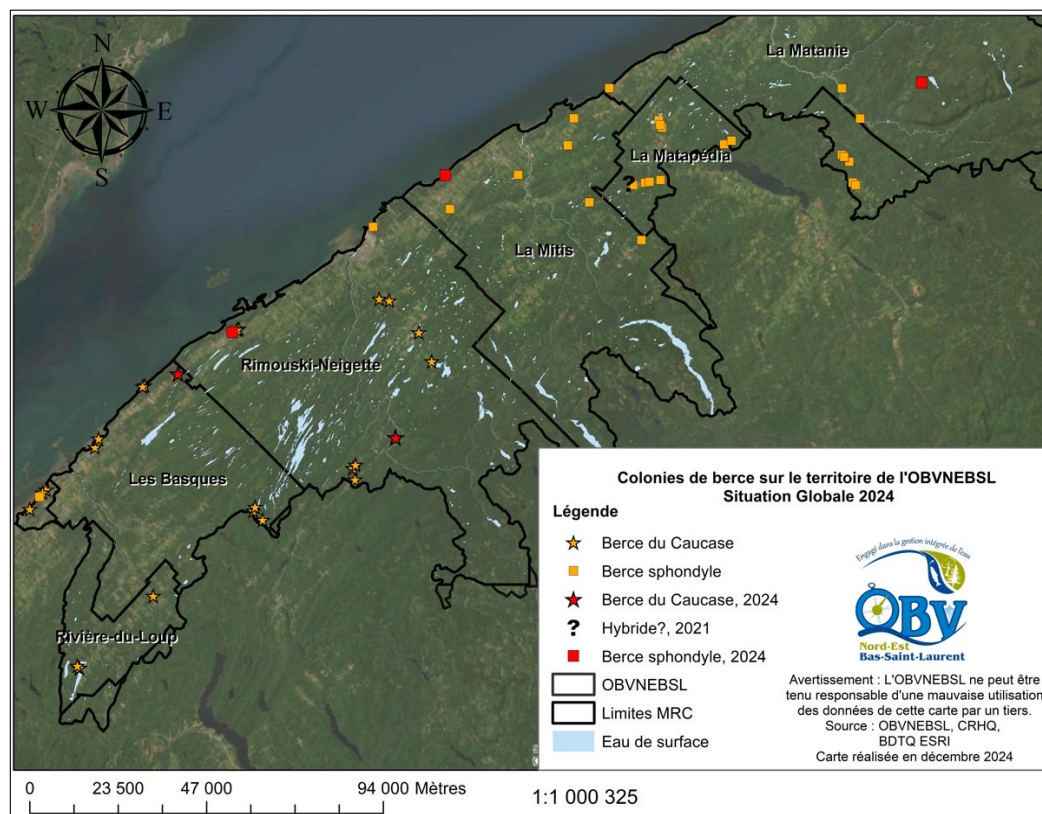 N
W
E
S
La Matanie
La Matapédia
La Mitis
Rimouski-Neigette
Les Basques
Rivière-du-Loup
?
Colonies de berce sur le territoire de l'OBVNEBSL
Situation Globale 2024
Légende
Berce du Caucase
Berce sphondyle
Berce du Caucase, 2024
? Hybride?, 2021
Berce sphondyle, 2024
OBVNEBSL
Limites MRC
Eau de surface
Engagé dans la gestion intégrée de l'eau
OBV
Nord-Est
Bas-Saint-Laurent
Avertissement : L'OBVNEBSL ne peut être
tenu responsable d'une mauvaise utilisation
des données de cette carte par un tiers.
Source : OBVNEBSL, CRHQ,
BDTQ ESRI
Carte réalisée en décembre 2024
0 23 500 47 000 94 000 Mètres
1:1 000 325